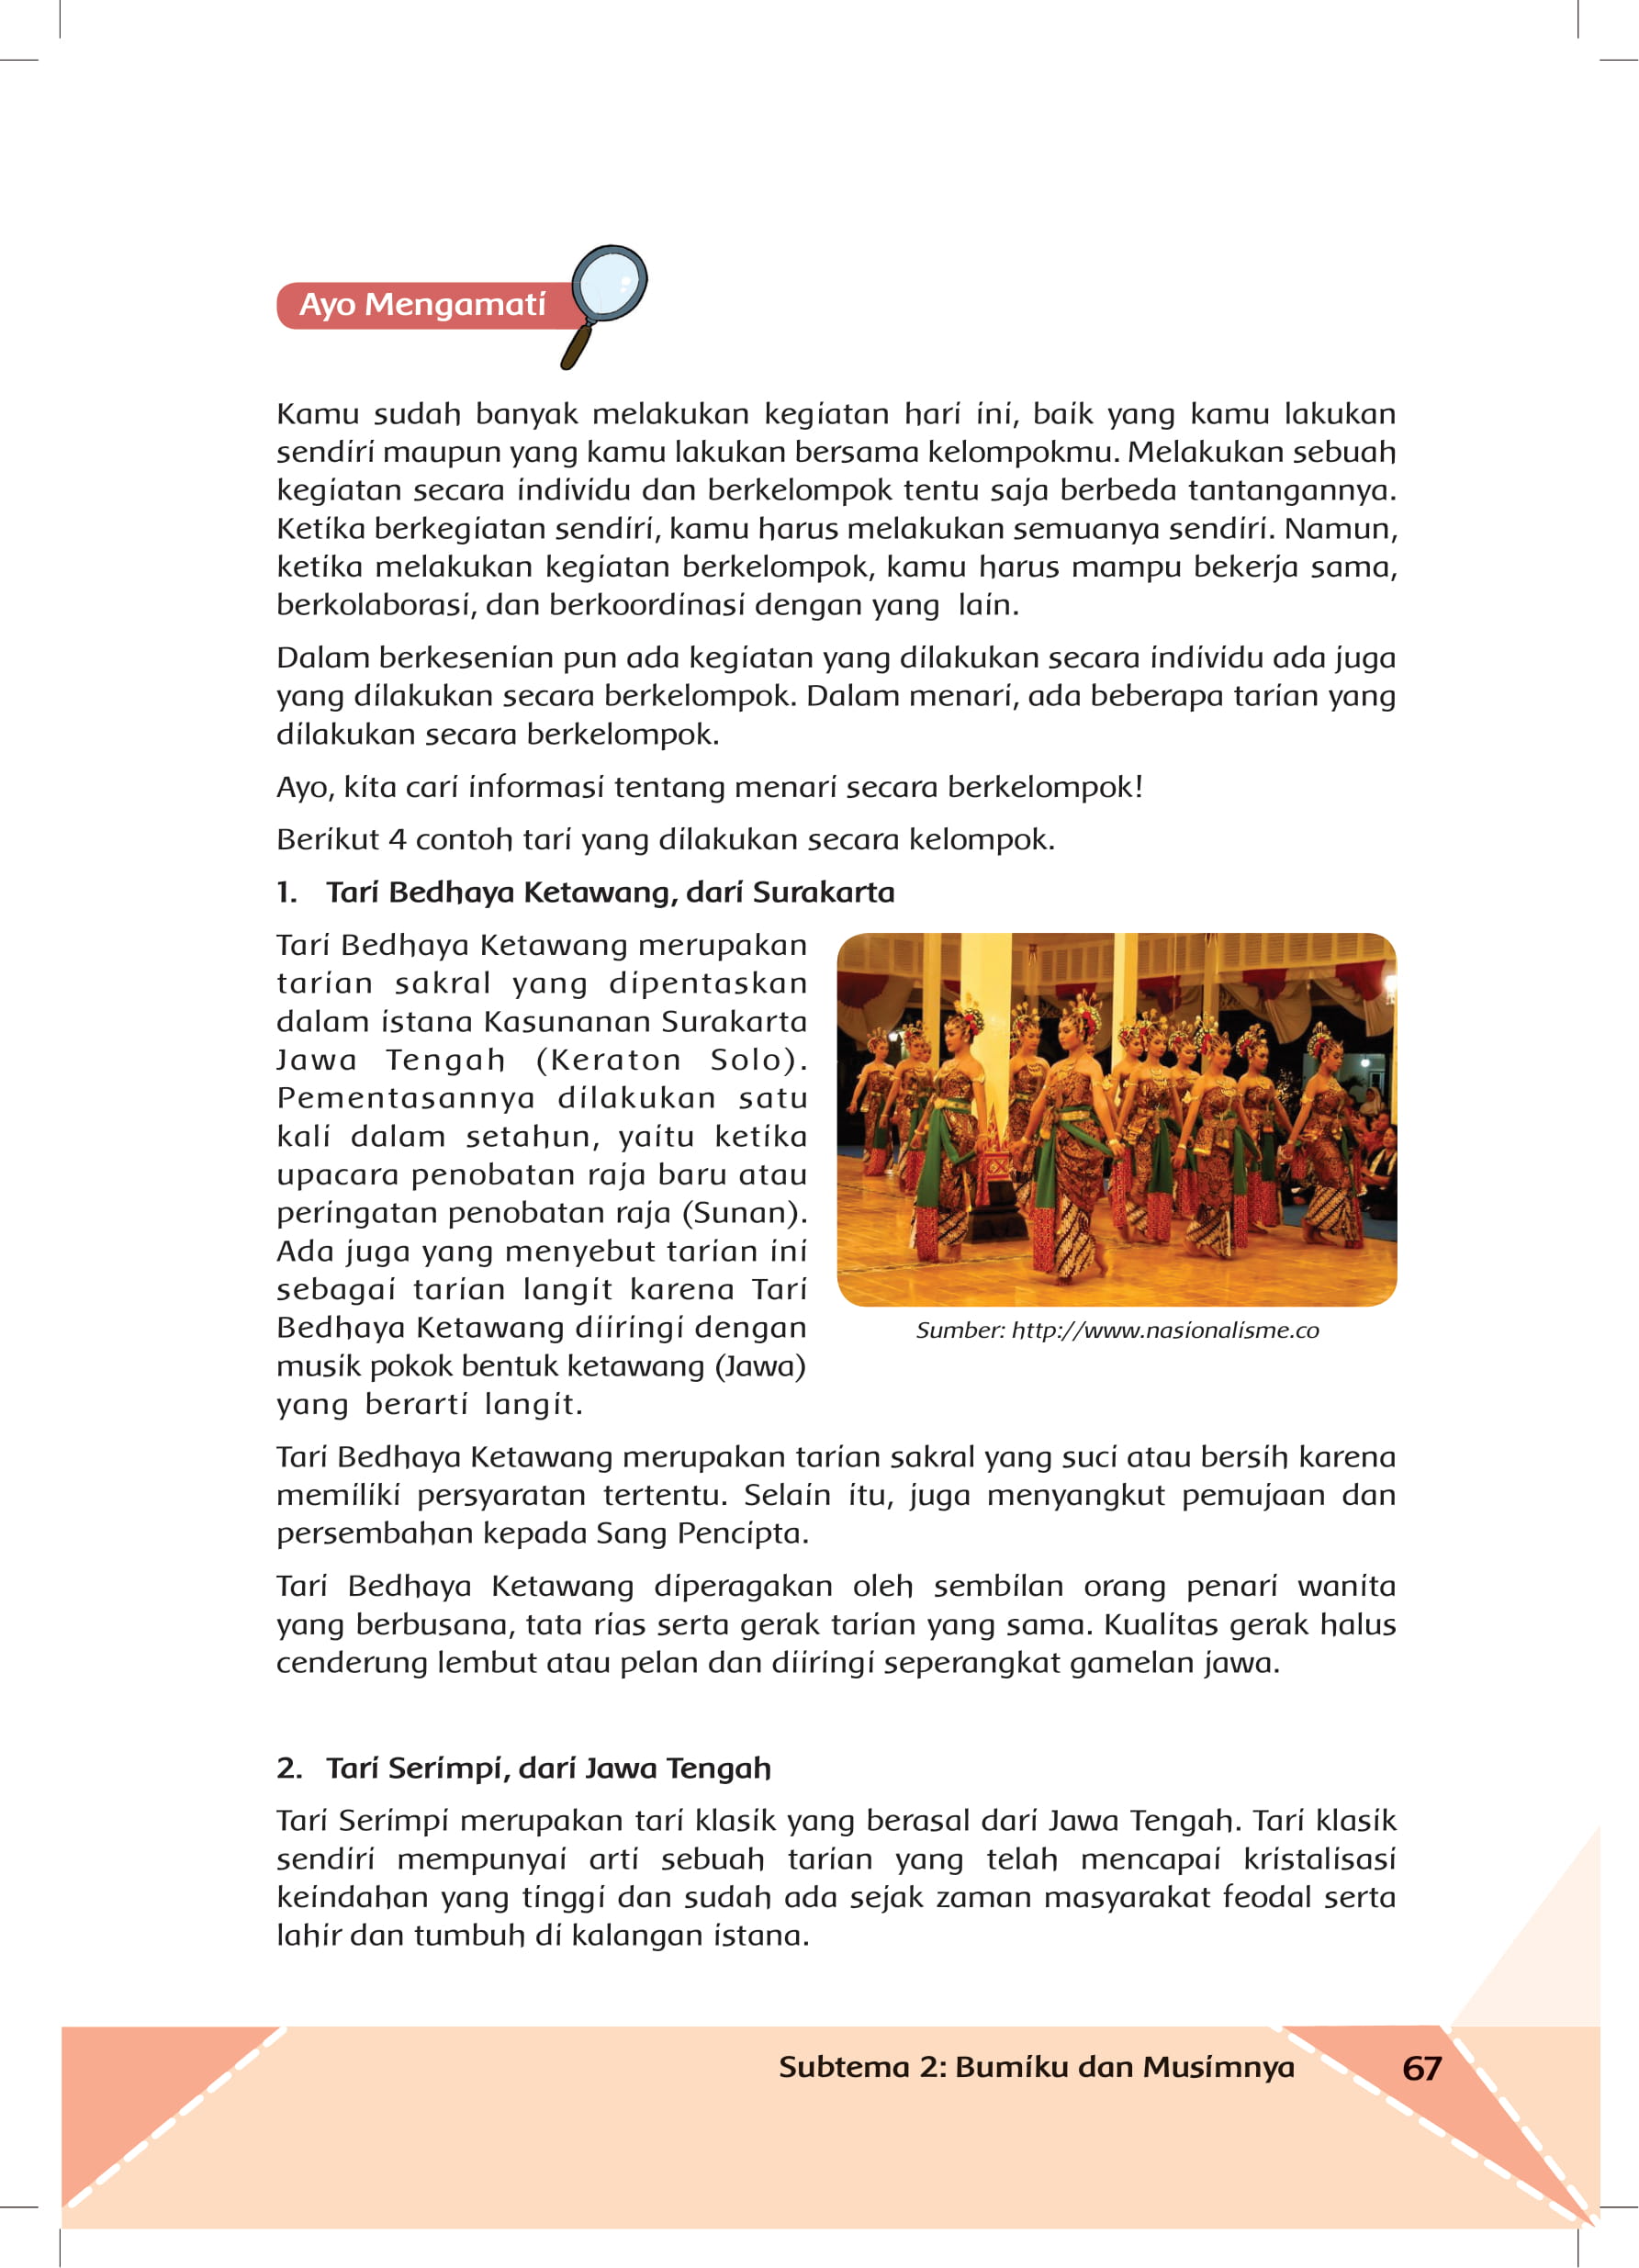 Ayo Mengamati
Kamu sudah banyak melakukan kegiatan hari ini, baik yang kamu lakukan
sendiri maupun yang kamu lakukan bersama kelompokmu. Melakukan sebuah
kegiatan secara individu dan berkelompok tentu saja berbeda tantangannya.
Ketika berkegiatan sendiri, kamu harus melakukan semuanya sendiri. Namun,
ketika melakukan kegiatan berkelompok, kamu harus mampu bekerja sama,
berkolaborasi, dan berkoordinasi dengan yang lain.
Dalam berkesenian pun ada kegiatan yang dilakukan secara individu ada juga
yang dilakukan secara berkelompok. Dalam menari, ada beberapa tarian yang
dilakukan secara berkelompok.
Ayo, kita cari informasi tentang menari secara berkelompok!
Berikut 4 contoh tari yang dilakukan secara kelompok.
1. Tari Bedhaya Ketawang, dari Surakarta
Tari Bedhaya Ketawang merupakan
tarian sakral yang dipentaskan
dalam istana Kasunanan Surakarta
Jawa Tengah (Keraton Solo).
Pementasannya dilakukan satu
kali dalam setahun, yaitu ketika
upacara penobatan raja baru atau
peringatan penobatan raja (Sunan).
Ada juga yang menyebut tarian ini
sebagai tarian langit karena Tari
Bedhaya Ketawang diiringi dengan
musik pokok bentuk ketawang (Jawa)
yang berarti langit.
Sumber: http://www.nasionalisme.co
Tari Bedhaya Ketawang merupakan tarian sakral yang suci atau bersih karena
memiliki persyaratan tertentu. Selain itu, juga menyangkut pemujaan dan
persembahan kepada Sang Pencipta.
Tari Bedhaya Ketawang diperagakan oleh sembilan orang penari wanita
yang berbusana, tata rias serta gerak tarian yang sama. Kualitas gerak halus
cenderung lembut atau pelan dan diiringi seperangkat gamelan jawa.
2. Tari Serimpi, dari Jawa Tengah
Tari Serimpi merupakan tari klasik yang berasal dari Jawa Tengah. Tari klasik
sendiri mempunyai arti sebuah tarian yang telah mencapai kristalisasi
keindahan yang tinggi dan sudah ada sejak zaman masyarakat feodal serta
lahir dan tumbuh di kalangan istana.
Subtema 2: Bumiku dan Musimnya
67